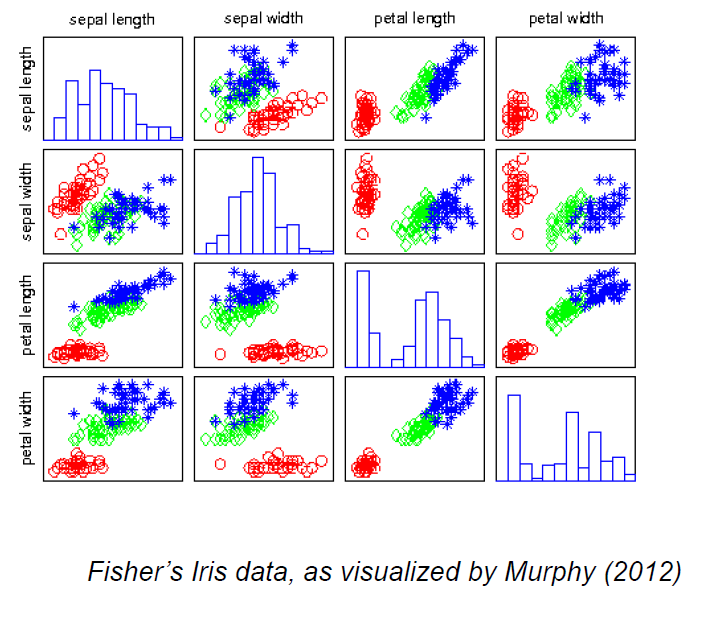 sepal length sepal width petal length petal width
sepal length
sepal width
petal length
petal width
Fisher's Iris data, as visualized by Murphy (2012)